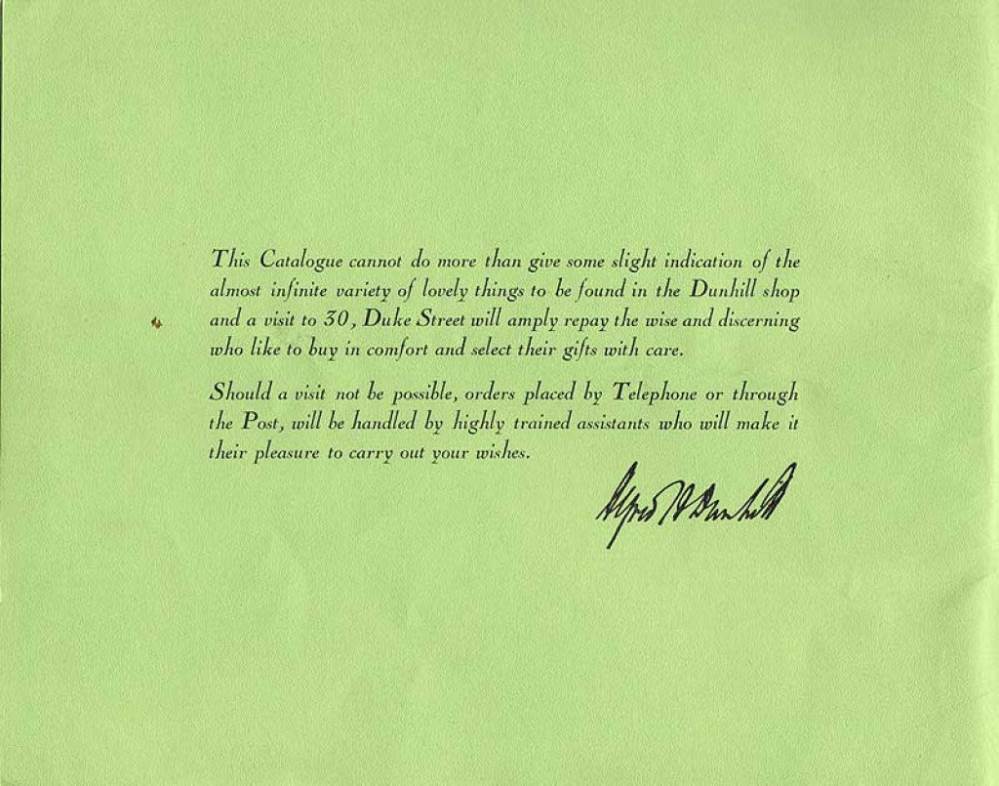 This Catalogue cannot do more than give some slight indication of the
almost infinite variety of lovely things to be found in the Dunhill shop
and a visit to 30, Duke Street will amply repay the wise and discerning
who like to buy in comfort and select their gifts with care.
Should a visit not be possible, orders placed by Telephone or through
the Post, will be handled by highly trained assistants who will make it
their pleasure to carry out your wishes.
Alfred H Dunhill